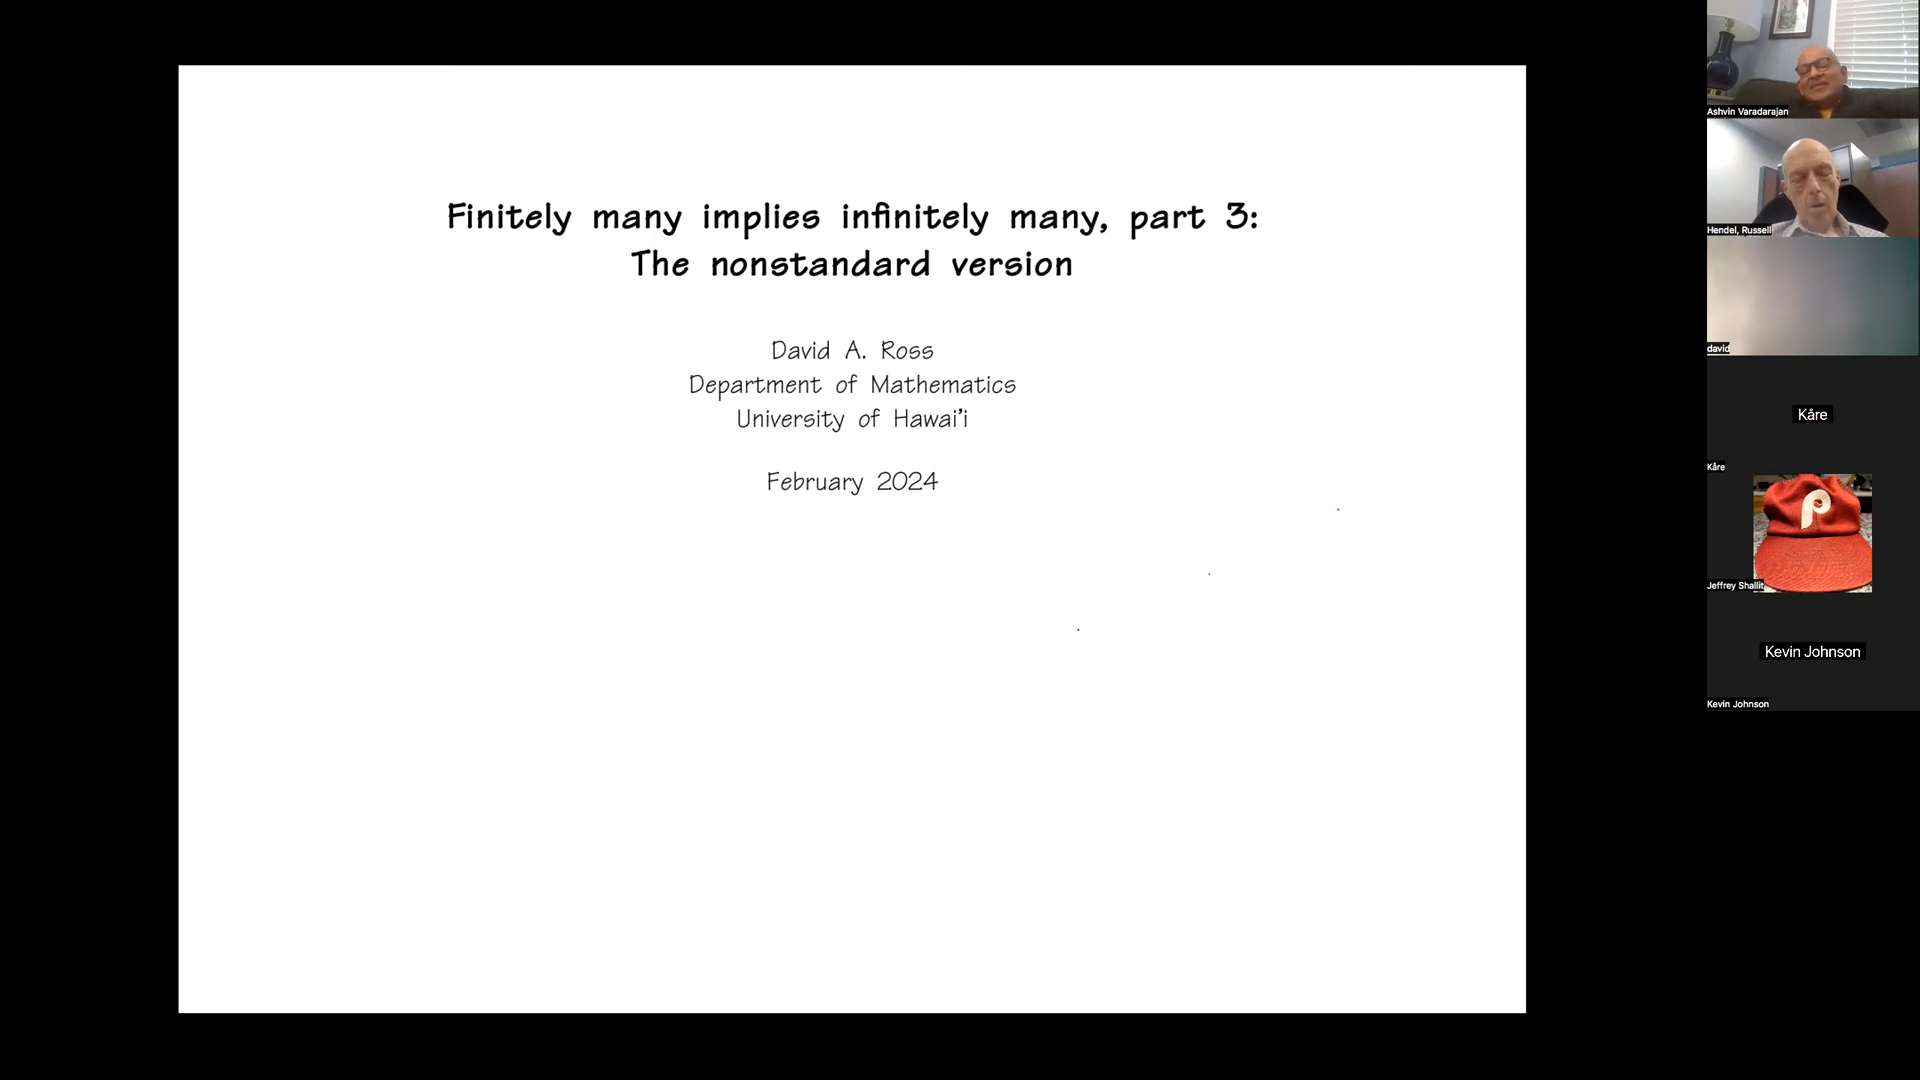 Finitely many implies infinitely many, part 3:
The nonstandard version
David A. Ross
Department of Mathematics
University of Hawai'i
February 2024
Ashvin Varadarajan
Hendel, Russell
david
Kåre
Kåre
P
Jeffrey Shallit
Kevin Johnson
Kevin Johnson